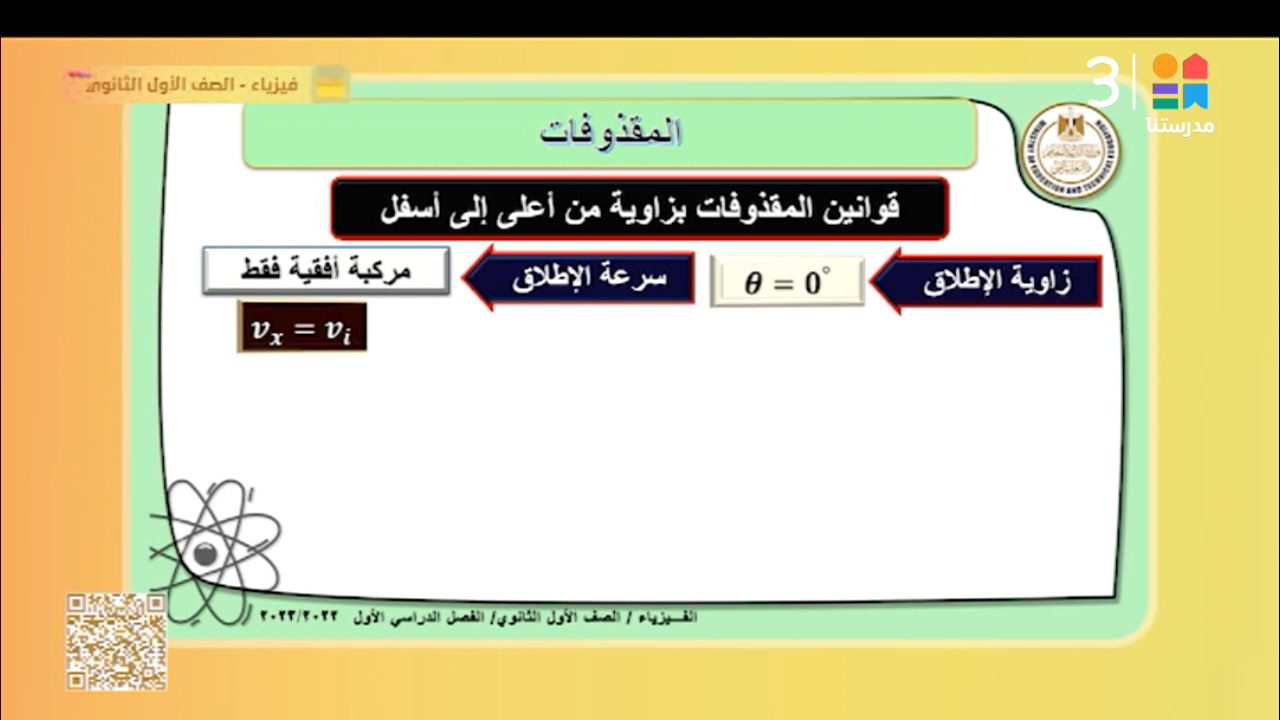 3
مدرستنا
فيزياء - الصف الأول الثانوي
المقذوفات
قوانين المقذوفات بزاوية من أعلى إلى أسفل
زاوية الإطلاق
θ = 0°
سرعة الإطلاق
مركبة أفقية فقط
vₓ = vᵢ
الفـيزياء / الصف الأول الثانوي/ الفصل الدراسي الأول ٢٠٢٣/٢٠٢٢